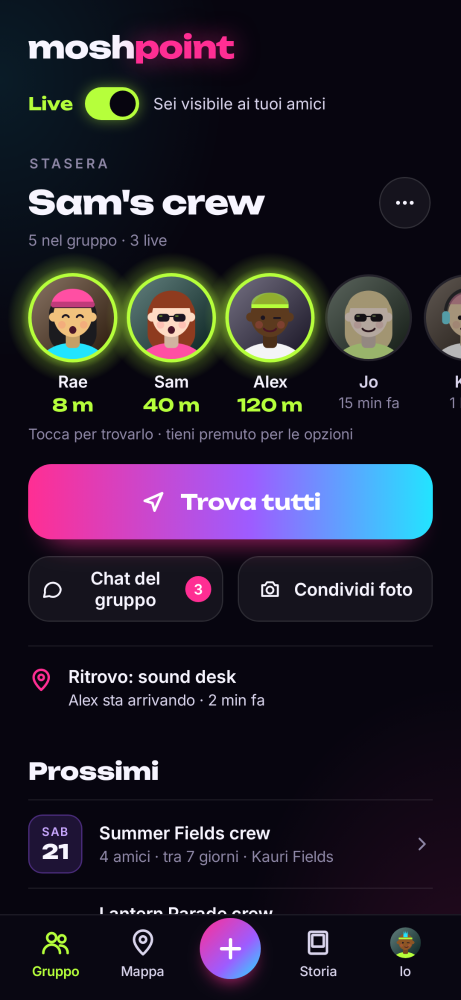 moshpoint
Live Sei visibile ai tuoi amici
STASERA
Sam's crew
5 nel gruppo · 3 live
Rae Sam Alex Jo
8 m 40 m 120 m 15 min fa
Tocca per trovarlo · tieni premuto per le opzioni
Trova tutti
Chat del
gruppo
3
Condividi foto
Ritrovo: sound desk
Alex sta arrivando · 2 min fa
Prossimi
SAB
21
Summer Fields crew
4 amici · tra 7 giorni · Kauri Fields
Lantern Parade crew
Gruppo Mappa Storia Io